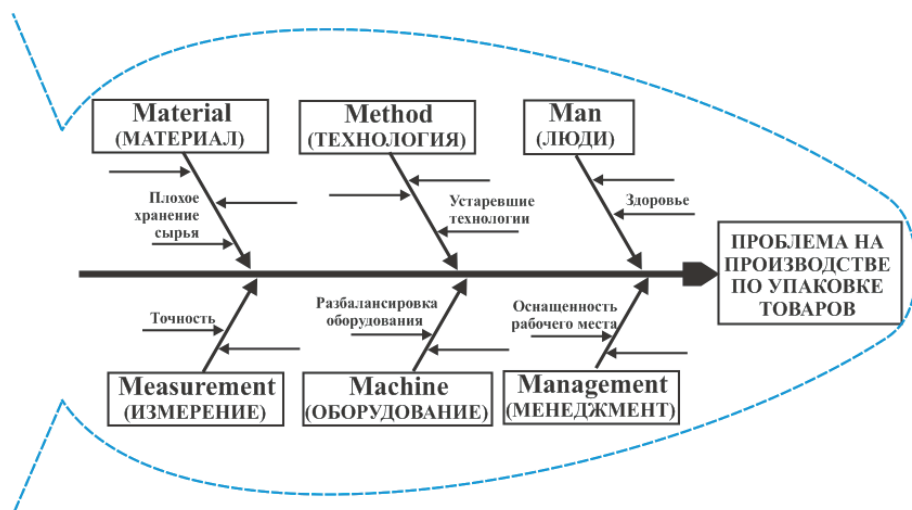 Material
(МАТЕРИАЛ)
Method
(ТЕХНОЛОГИЯ)
Man
(ЛЮДИ)
Плохое
хранение
сырья
Устаревшие
технологии
Здоровье
ПРОБЛЕМА НА
ПРОИЗВОДСТВЕ
ПО УПАКОВКЕ
ТОВАРОВ
Точность
Разбалансировка
оборудования
Оснащенность
рабочего места
Measurement
(ИЗМЕРЕНИЕ)
Machine
(ОБОРУДОВАНИЕ)
Management
(МЕНЕДЖМЕНТ)